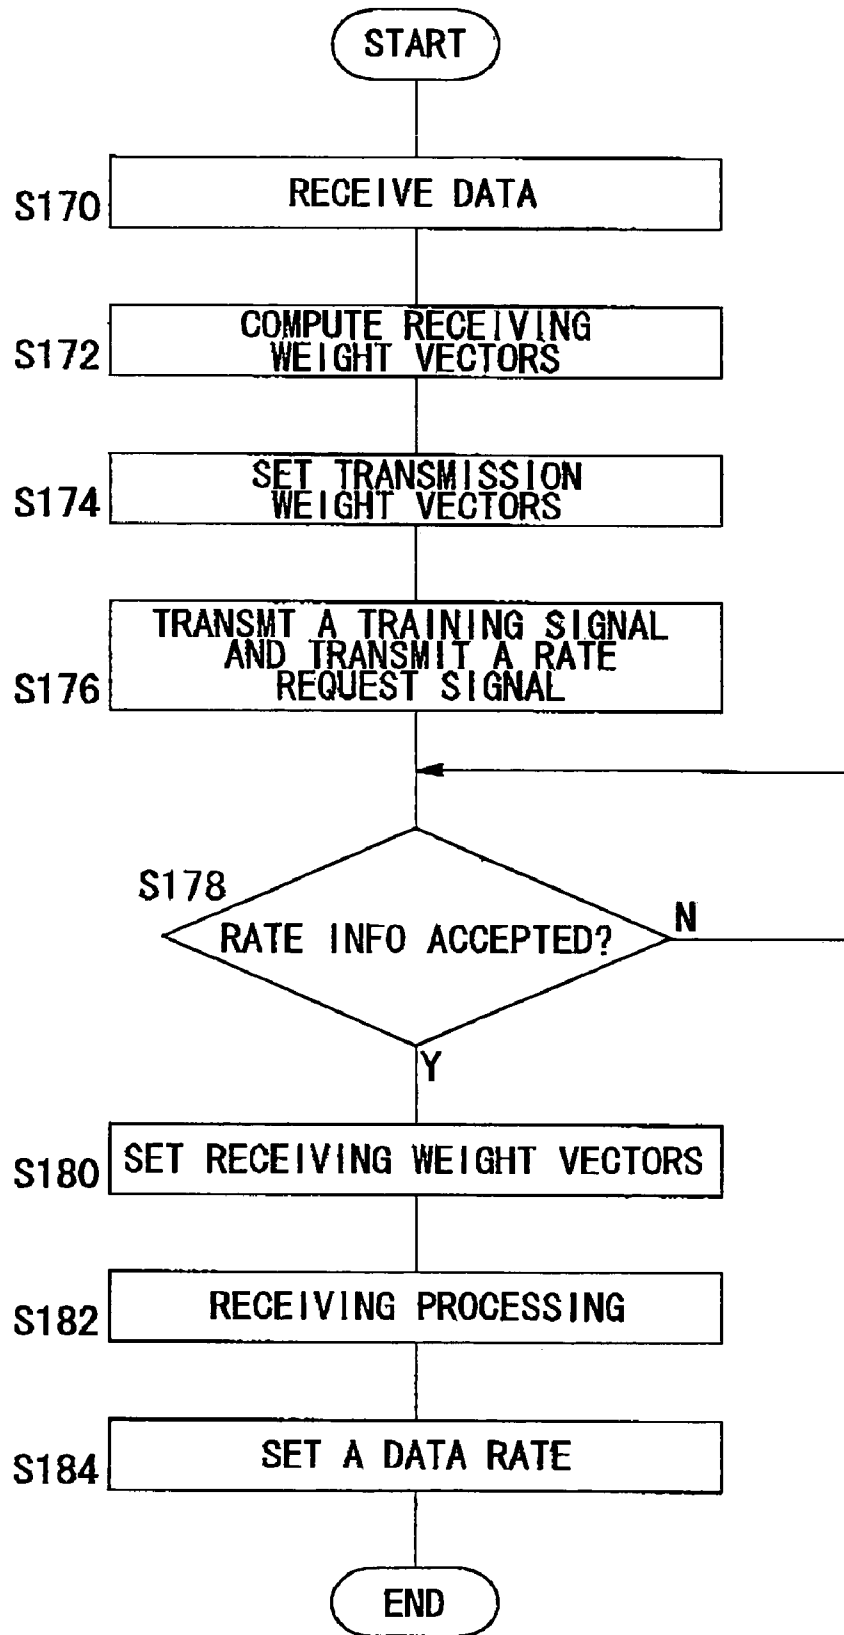 START
S170
RECEIVE DATA
S172
COMPUTE RECEIVING
WEIGHT VECTORS
S174
SET TRANSMISSION
WEIGHT VECTORS
S176
TRANSMT A TRAINING SIGNAL
AND TRANSMIT A RATE
REQUEST SIGNAL
S178
RATE INFO ACCEPTED?
N
Y
S180
SET RECEIVING WEIGHT VECTORS
S182
RECEIVING PROCESSING
S184
SET A DATA RATE
END